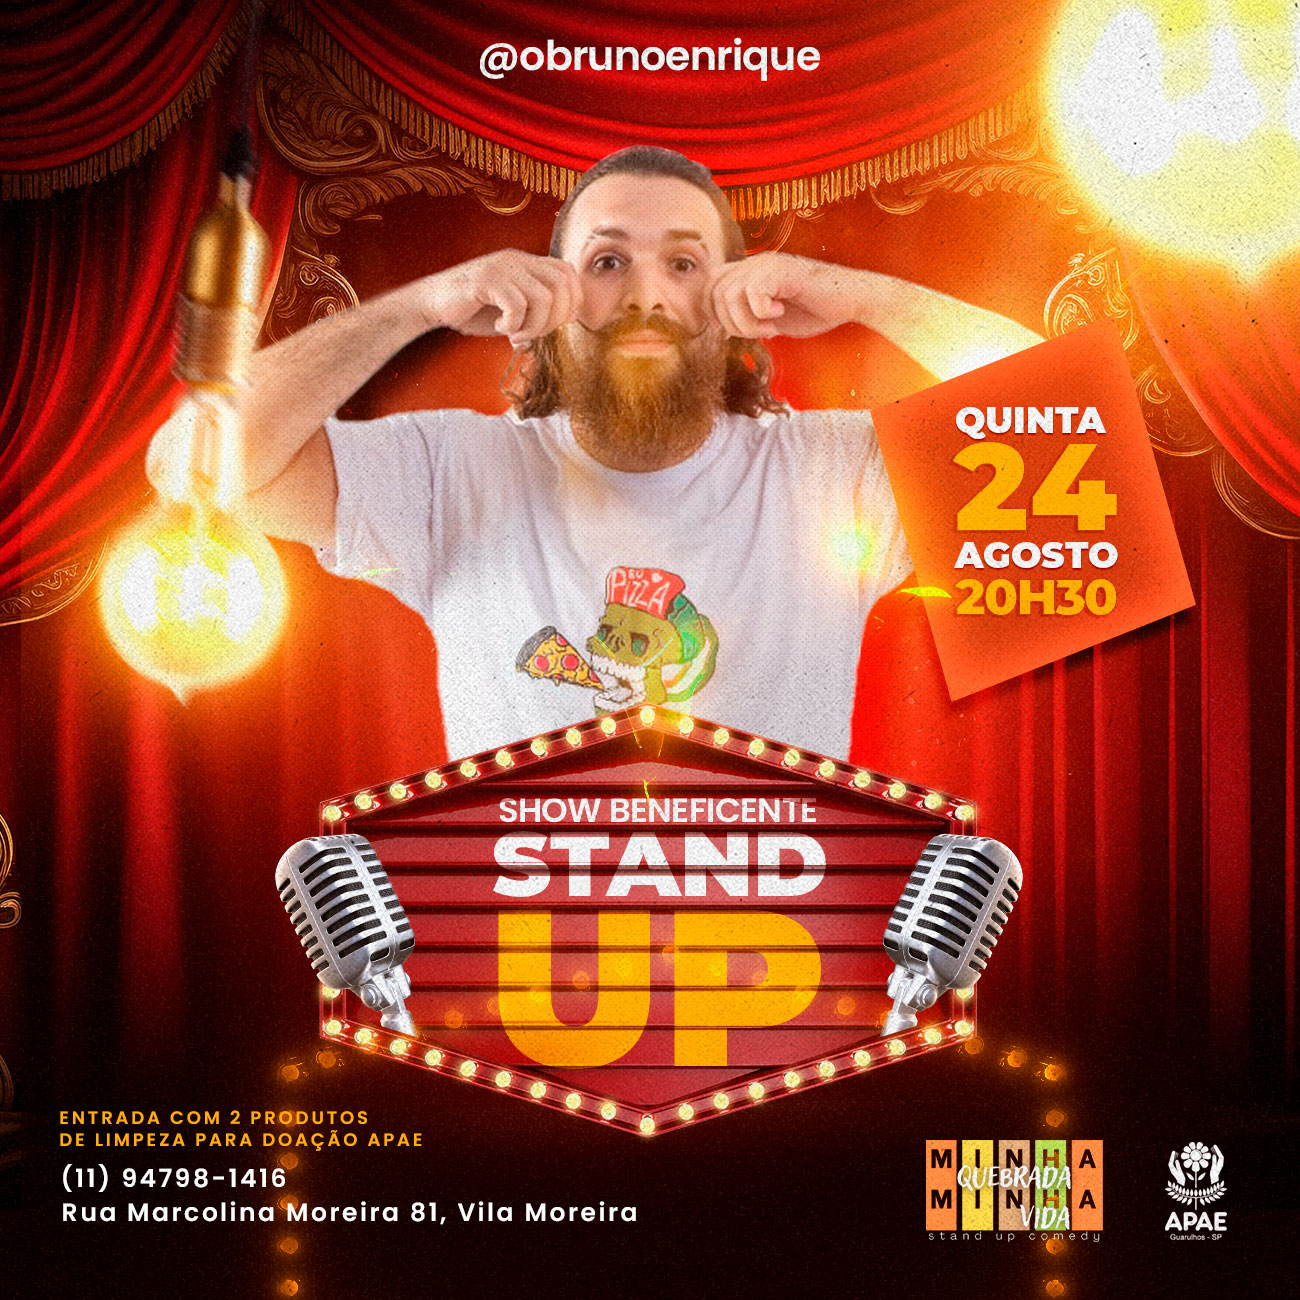 @obrunoenrique
QUINTA
24
AGOSTO
20H30
EU
PIZZA
SHOW BENEFICENTE
STAND
UP
ENTRADA COM 2 PRODUTOS
DE LIMPEZA PARA DOAÇÃO APAE
(11) 94798-1416
Rua Marcolina Moreira 81, Vila Moreira
MINHA
QUEBRADA
MINHA
VIDA
stand up comedy
APAE
Guarulhos - SP